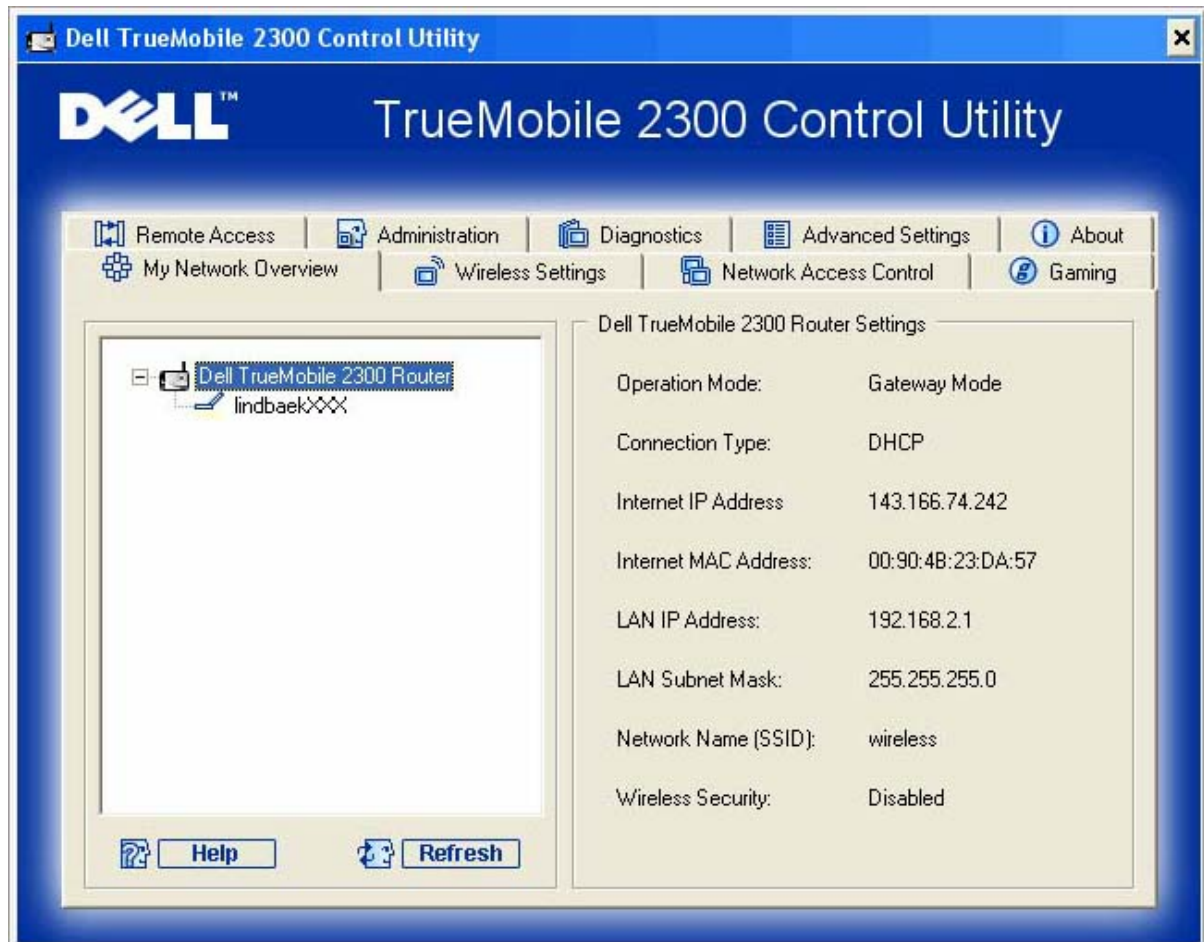 Dell TrueMobile 2300 Control Utility
DELL™ TrueMobile 2300 Control Utility
Remote Access Administration Diagnostics Advanced Settings About
My Network Overview Wireless Settings Network Access Control Gaming
Dell TrueMobile 2300 Router
lindbaekXXX
Help Refresh
Dell TrueMobile 2300 Router Settings
Operation Mode: Gateway Mode
Connection Type: DHCP
Internet IP Address 143.166.74.242
Internet MAC Address: 00:90:4B:23:DA:57
LAN IP Address: 192.168.2.1
LAN Subnet Mask: 255.255.255.0
Network Name (SSID): wireless
Wireless Security: Disabled